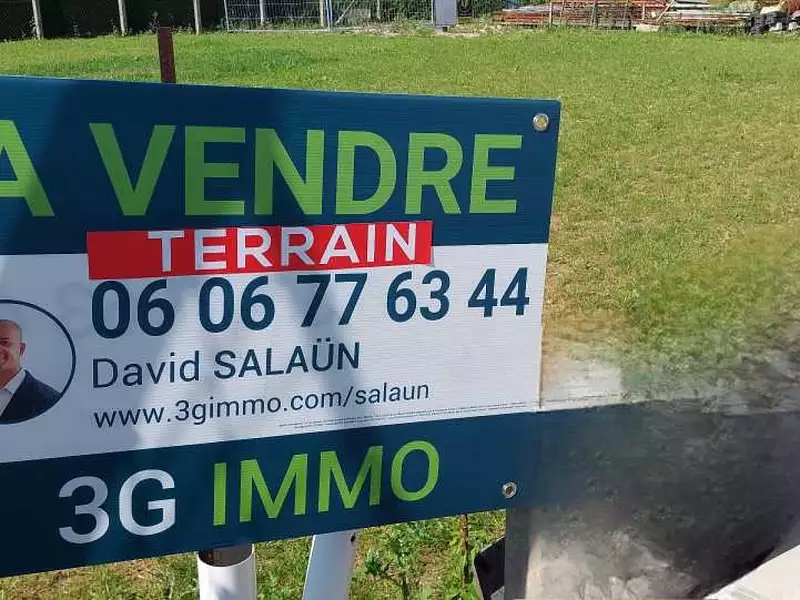 A VENDRE
TERRAIN
06 06 77 63 44
David SALAÜN
www.3gimmo.com/salaun
3G IMMO